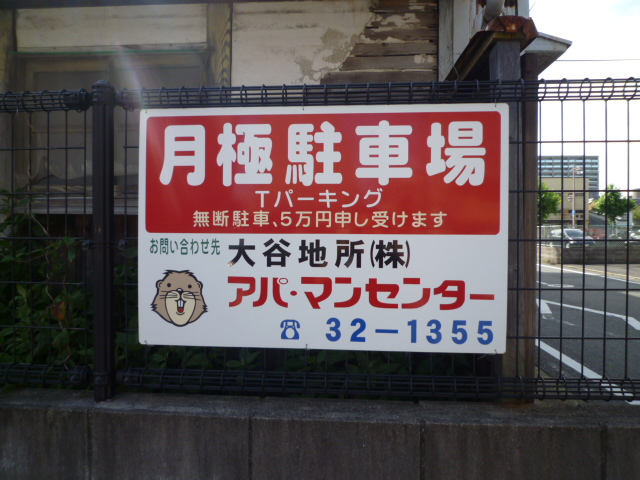 月極駐車場
Tパーキング
無断駐車、5万円申し受けます
お問い合わせ先 大谷地所(株)
アパ・マンセンター
☎ 32-1355